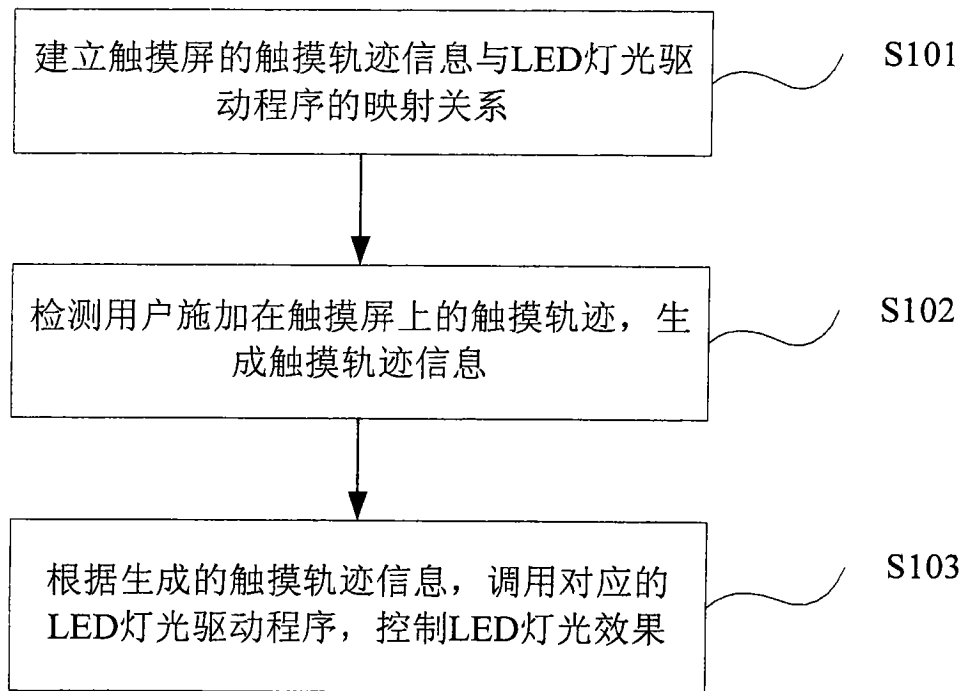 建立触摸屏的触摸轨迹信息与LED灯光驱
动程序的映射关系
S101
检测用户施加在触摸屏上的触摸轨迹，生
成触摸轨迹信息
S102
根据生成的触摸轨迹信息，调用对应的
LED灯光驱动程序，控制LED灯光效果
S103